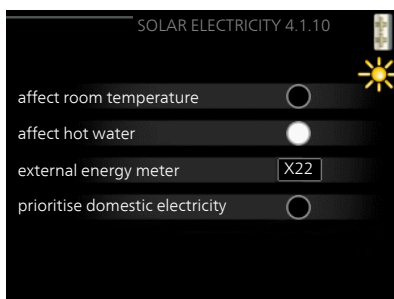 SOLAR ELECTRICITY 4.1.10
affect room temperature
affect hot water
external energy meter X22
prioritise domestic electricity